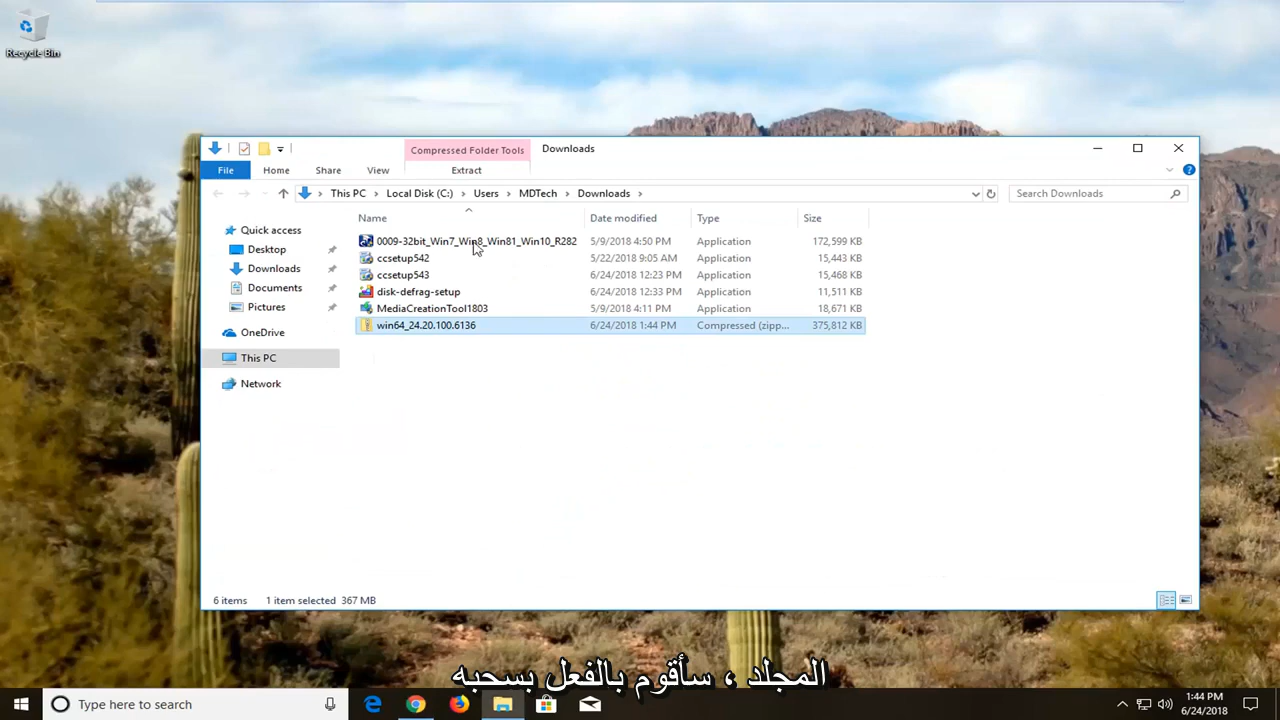 Recycle Bin
Compressed Folder Tools
Downloads
File
Home
Share
View
Extract
This PC
Local Disk (C:)
Users
MDTech
Downloads
Search Downloads
Name
Date modified
Type
Size
Quick access
Desktop
Downloads
Documents
Pictures
OneDrive
This PC
Network
0009-32bit_Win7_Win8_Win81_Win10_R282 5/9/2018 4:50 PM Application 172,599 KB
ccsetup542 5/22/2018 9:05 AM Application 15,443 KB
ccsetup543 6/24/2018 12:23 PM Application 15,468 KB
disk-defrag-setup 6/24/2018 12:33 PM Application 11,511 KB
MediaCreationTool1803 5/9/2018 4:11 PM Application 18,671 KB
win64_24.20.100.6136 6/24/2018 1:44 PM Compressed (zipp... 375,812 KB
6 items 1 item selected 367 MB
المجلد ، سأقوم بالفعل بسحبه
Type here to search
1:44 PM
6/24/2018